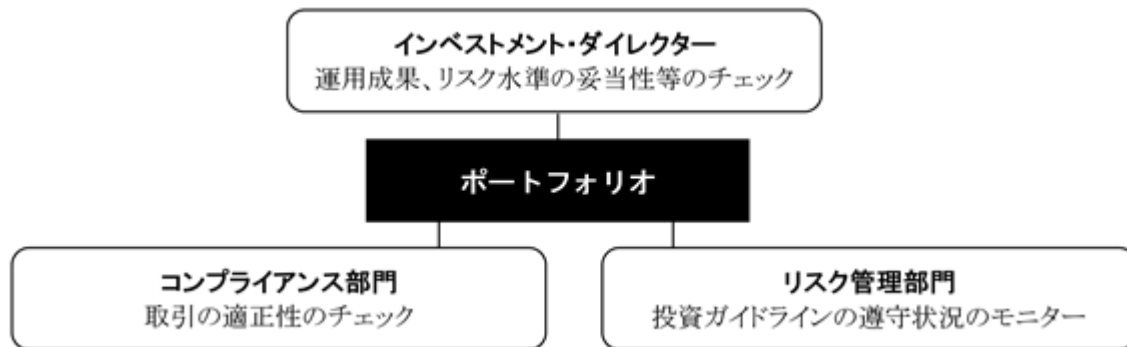 インベストメント・ダイレクター
運用成果、リスク水準の妥当性等のチェック
ポートフォリオ
コンプライアンス部門
取引の適正性のチェック
リスク管理部門
投資ガイドラインの遵守状況のモニター